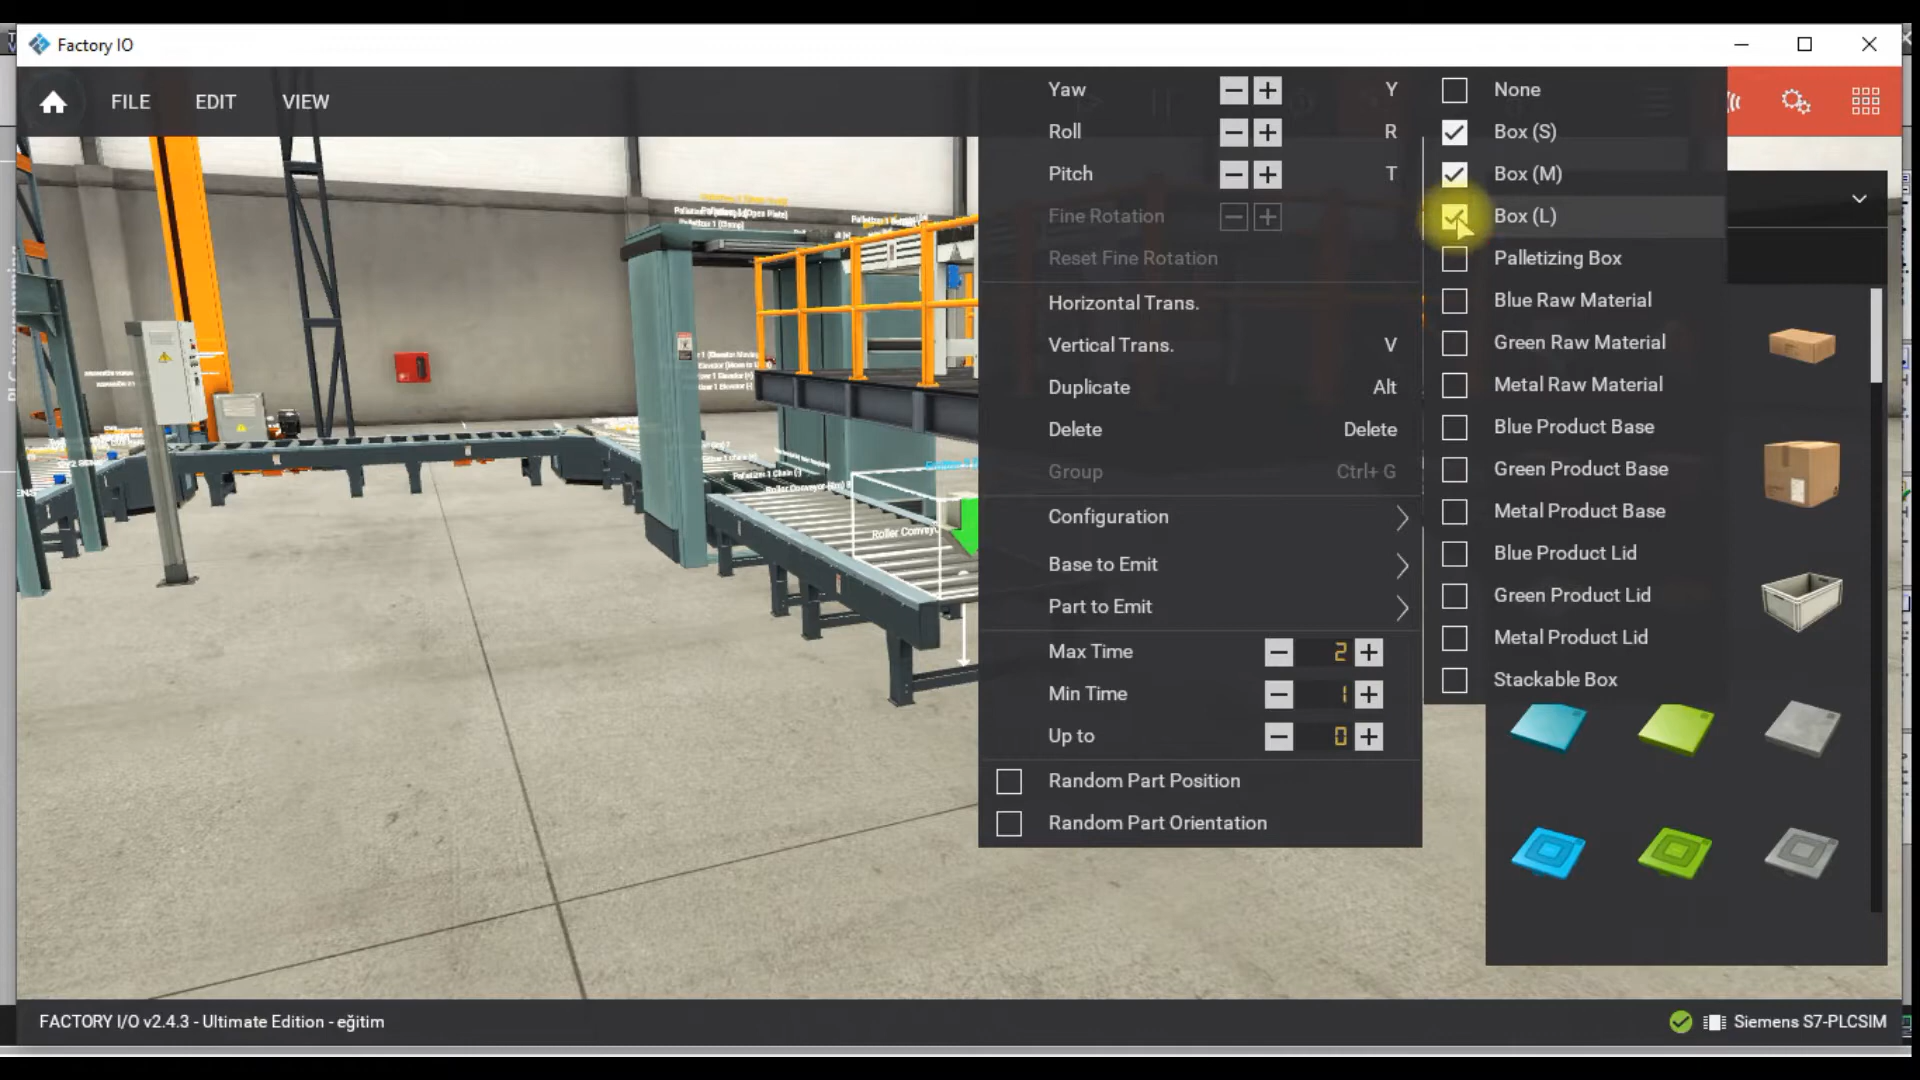 Factory IO
FILE EDIT VIEW
Yaw Y
Roll R
Pitch T
Fine Rotation
Reset Fine Rotation
Horizontal Trans.
Vertical Trans. V
Duplicate Alt
Delete Delete
Group Ctrl+ G
Configuration
Base to Emit
Part to Emit
Max Time 2
Min Time 1
Up to 0
Random Part Position
Random Part Orientation
None
Box (S)
Box (M)
Box (L)
Palletizing Box
Blue Raw Material
Green Raw Material
Metal Raw Material
Blue Product Base
Green Product Base
Metal Product Base
Blue Product Lid
Green Product Lid
Metal Product Lid
Stackable Box
FACTORY I/O v2.4.3 - Ultimate Edition - eğitim
Siemens S7-PLCSIM